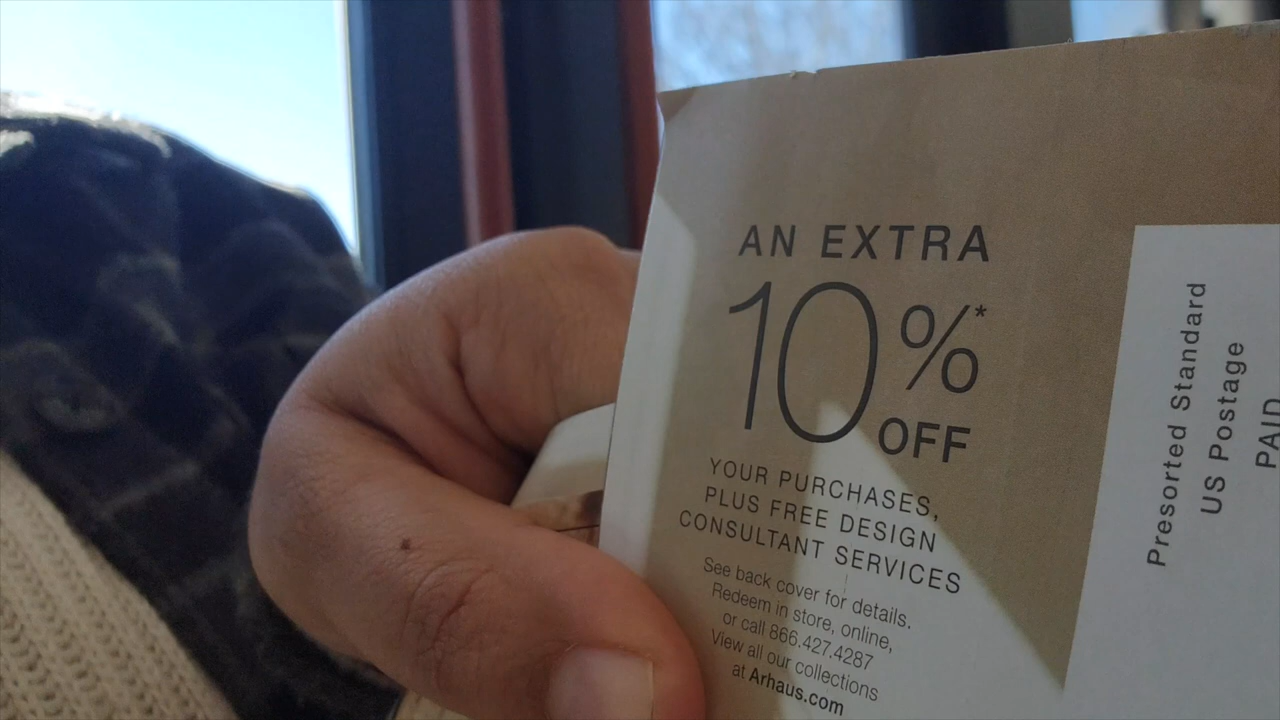 AN EXTRA
10%*
OFF
YOUR PURCHASES,
PLUS FREE DESIGN
CONSULTANT SERVICES
See back cover for details.
Redeem in store, online,
or call 866.427.4287
View all our collections
at Arhaus.com
Presorted Standard
US Postage
PAID